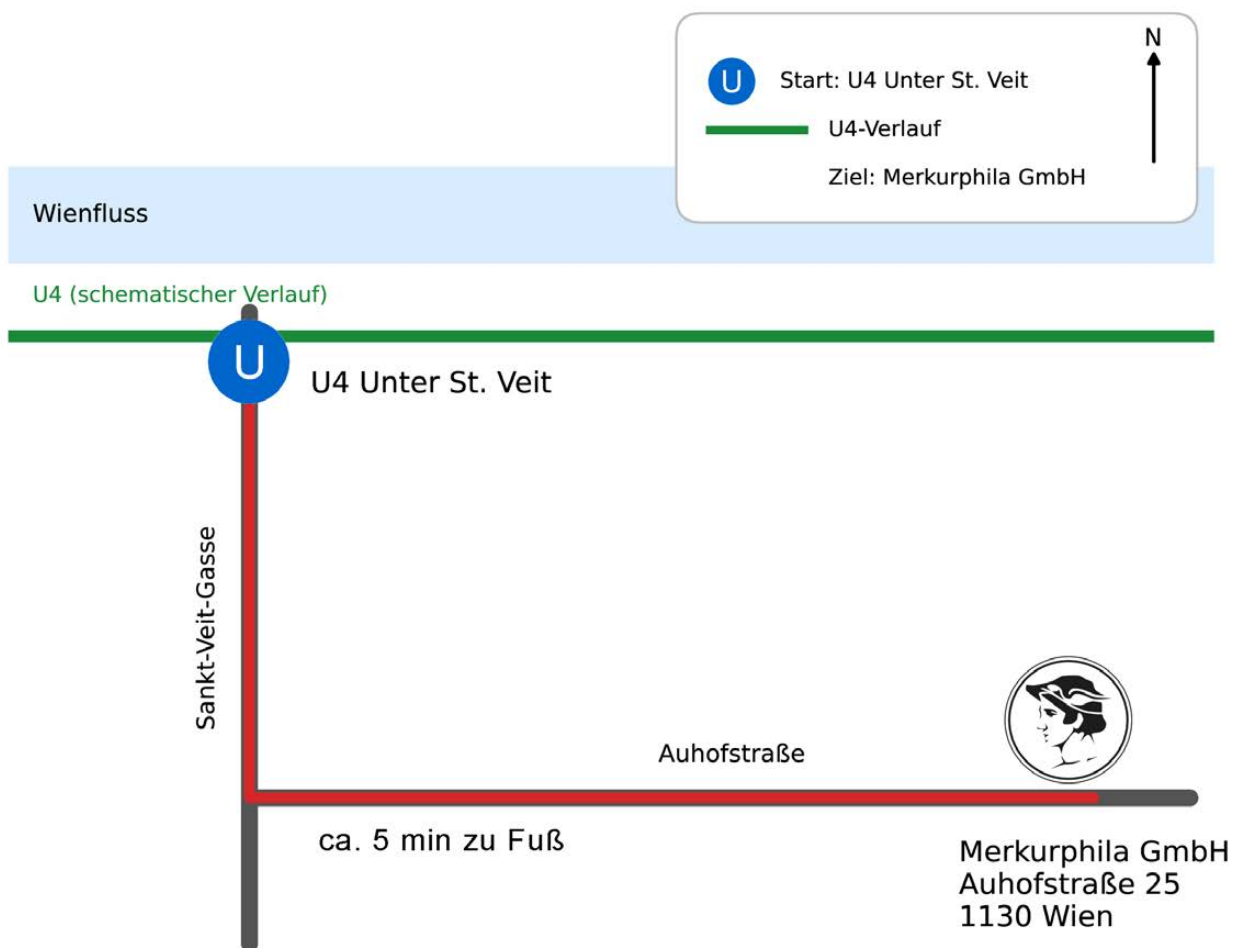 N
U
Start: U4 Unter St. Veit
U4-Verlauf
Ziel: Merkurphila GmbH
Wienfluss
U4 (schematischer Verlauf)
U
U4 Unter St. Veit
Sankt-Veit-Gasse
Auhofstraße
ca. 5 min zu Fuß
Merkurphila GmbH
Auhofstraße 25
1130 Wien